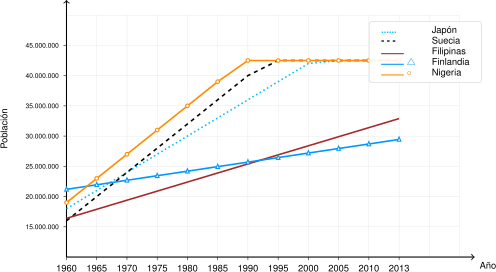 Japón
Suecia
Filipinas
Finlandia
Nigeria
45.000.000
40.000.000
35.000.000
30.000.000
25.000.000
20.000.000
15.000.000
Población
1960 1965 1970 1975 1980 1985 1990 1995 2000 2005 2010 2013
Año